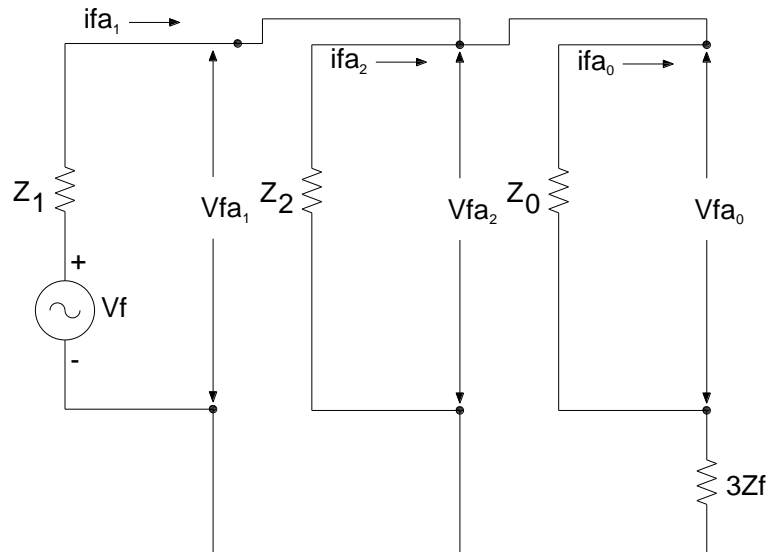 ifa₁
ifa₂
ifa₀
Z₁
Vfa₁
Z₂
Vfa₂
Z₀
Vfa₀
+
Vf
-
3Zf